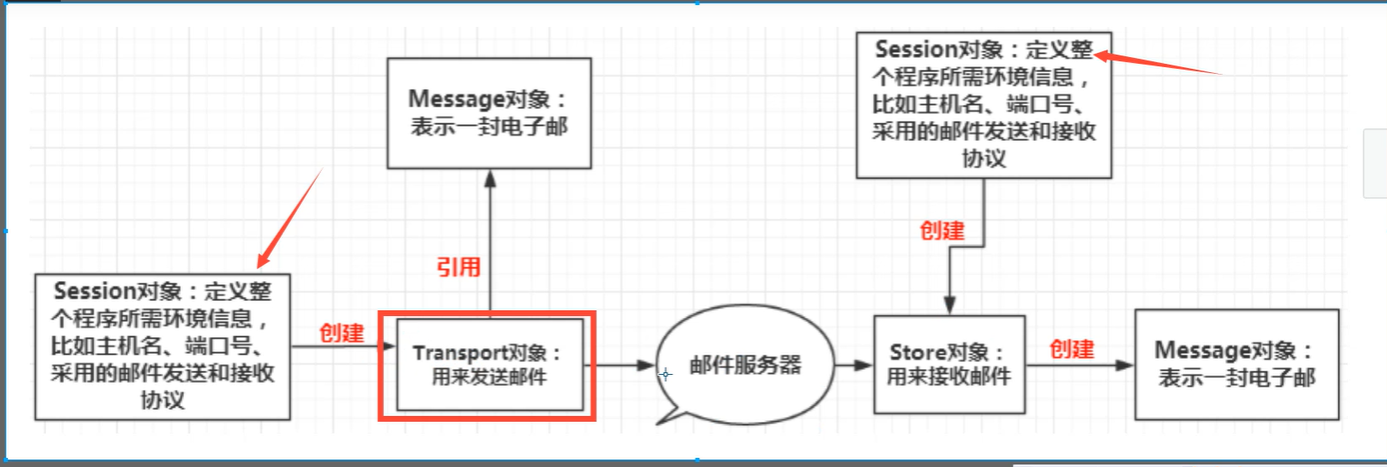 Message对象：
表示一封电子邮
Session对象：定义整
个程序所需环境信息，
比如主机名、端口号、
采用的邮件发送和接收
协议
引用
创建
Session对象：定义整
个程序所需环境信息，
比如主机名、端口号、
采用的邮件发送和接收
协议
创建
Transport对象：
用来发送邮件
邮件服务器
Store对象：
用来接收邮件
创建
Message对象：
表示一封电子邮